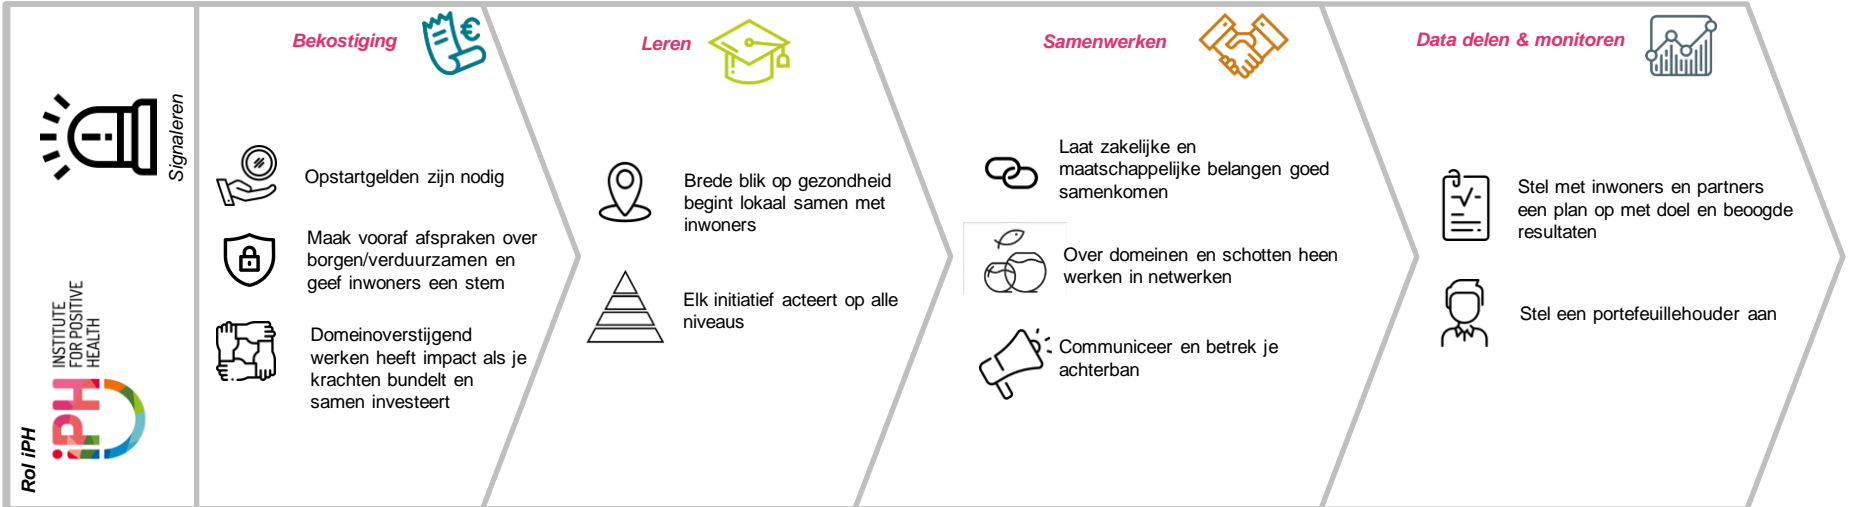 Signaleren
Rol iPH
iPH
INSTITUTE
FOR POSITIVE
HEALTH
Bekostiging
Opstartgelden zijn nodig
Maak vooraf afspraken over
borgen/verduurzamen en
geef inwoners een stem
Domeinoverstijgend
werken heeft impact als je
krachten bundelt en
samen investeert
Leren
Brede blik op gezondheid
begint lokaal samen met
inwoners
Elk initiatief acteert op alle
niveaus
Samenwerken
Laat zakelijke en
maatschappelijke belangen goed
samenkomen
Over domeinen en schotten heen
werken in netwerken
Communiceer en betrek je
achterban
Data delen & monitoren
Stel met inwoners en partners
een plan op met doel en beoogde
resultaten
Stel een portefeuillehouder aan